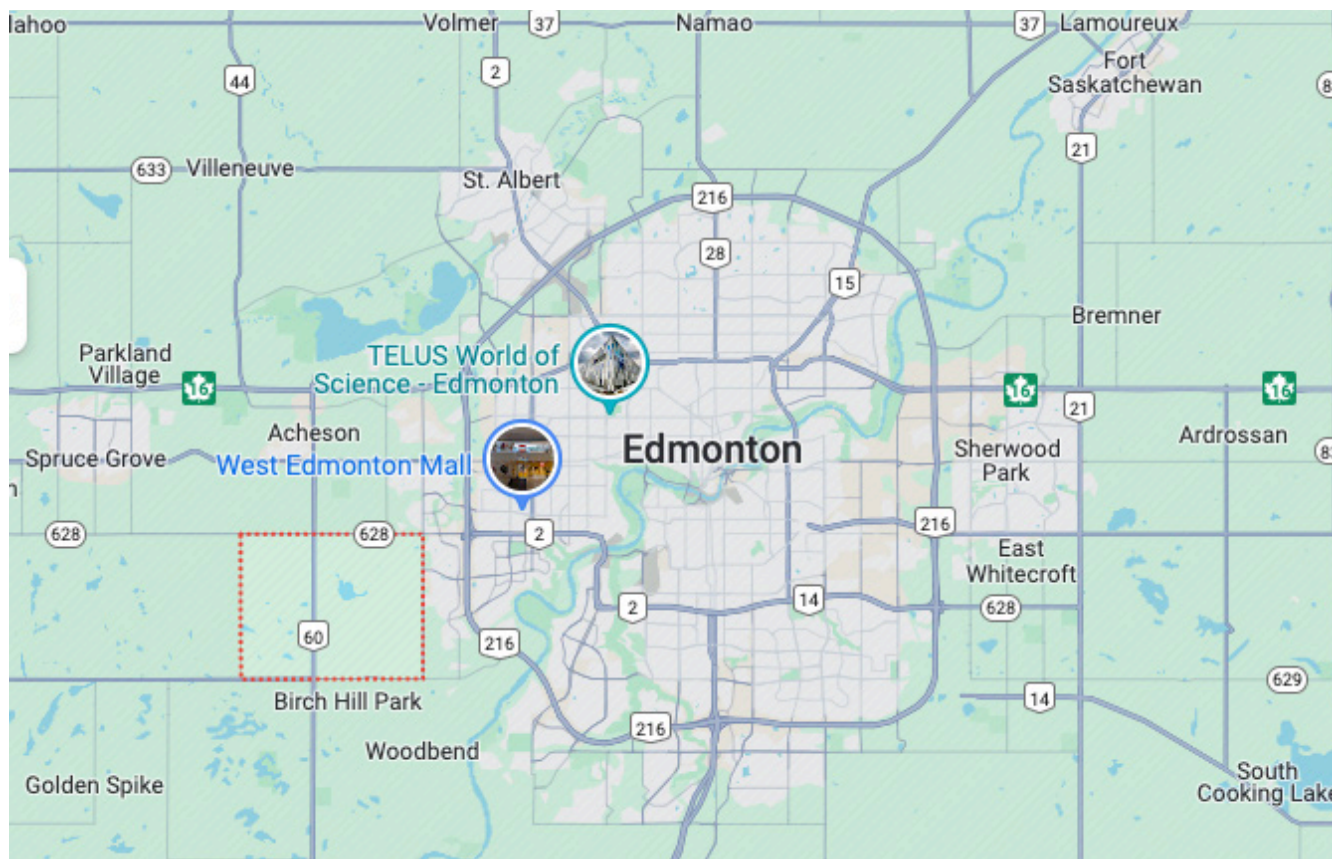 Volmer
37
Namao
37
Lamoureux
2
Fort
Saskatchewan
44
21
633
Villeneuve
St. Albert
216
28
15
Bremner
Parkland
Village
16
TELUS World of
Science - Edmonton
16
16
21
Acheson
Edmonton
Ardrossan
Spruce Grove
West Edmonton Mall
Sherwood
Park
628
628
2
216
East
Whitecroft
60
216
2
14
628
Birch Hill Park
629
14
216
Woodbend
Golden Spike
South
Cooking Lake